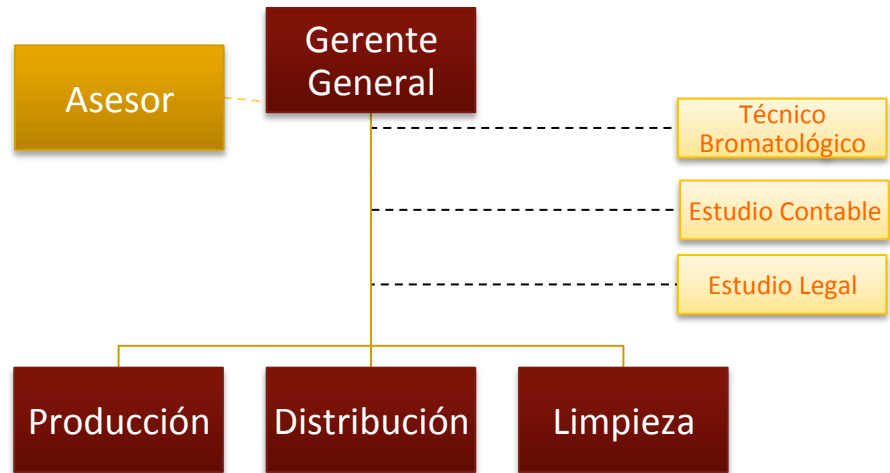 Gerente
General
Asesor
Técnico
Bromatológico
Estudio Contable
Estudio Legal
Producción
Distribución
Limpieza